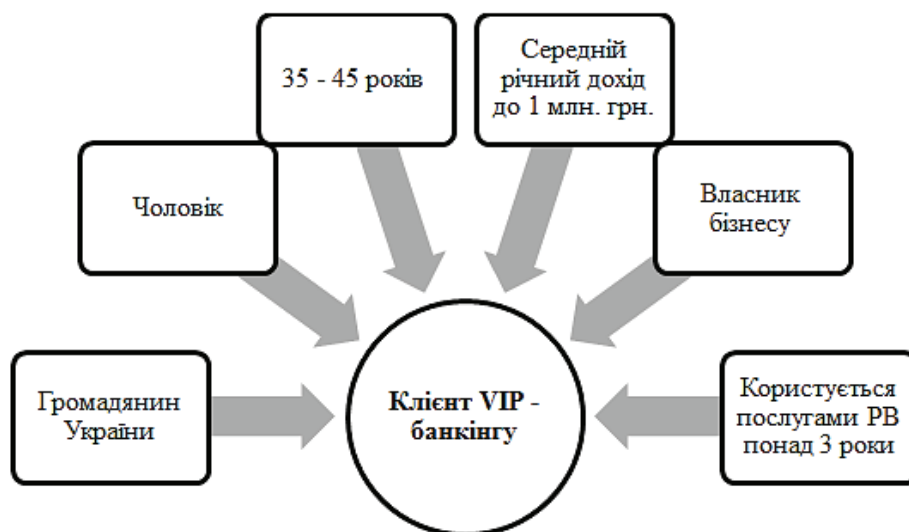 35 - 45 років
Середній
річний дохід
до 1 млн. грн.
Чоловік
Власник
бізнесу
Громадянин
України
Клієнт VIP -
банкінгу
Користується
послугами PB
понад 3 роки